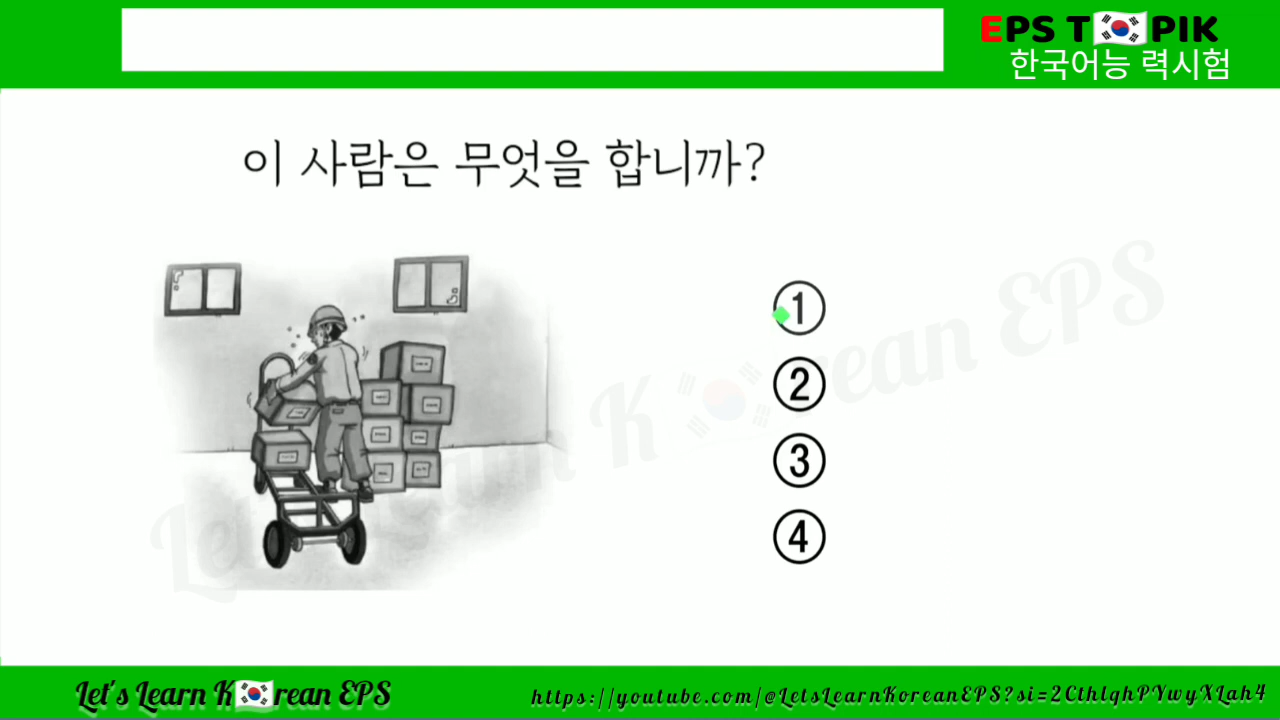 EPS TOPIK
한국어능 력시험
이 사람은 무엇을 합니까?
①
②
③
④
Let's Learn Korean EPS
Let's Learn Korean EPS
https://youtube.com/@LetsLearnKoreanEPS?si=2CthlqhPYwyXLah4